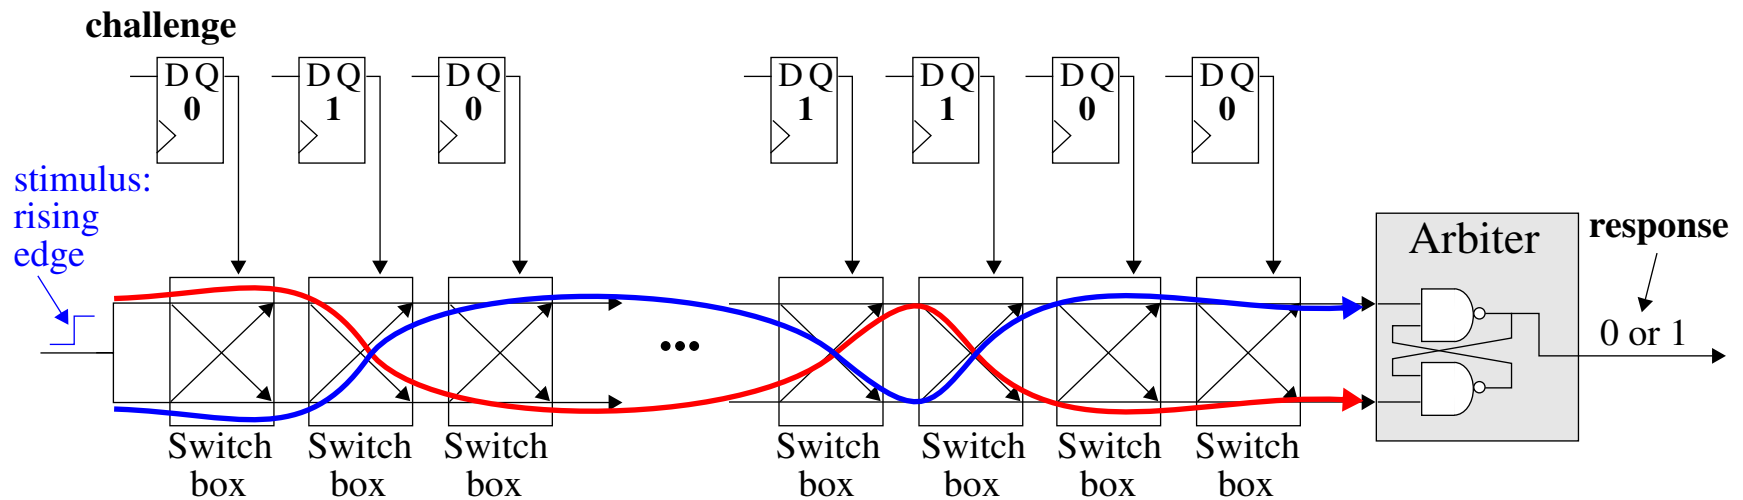 challenge
D Q
0
D Q
1
D Q
0
D Q
1
D Q
1
D Q
0
D Q
0
stimulus:
rising
edge
Arbiter
response
0 or 1
•••
Switch
box
Switch
box
Switch
box
Switch
box
Switch
box
Switch
box
Switch
box